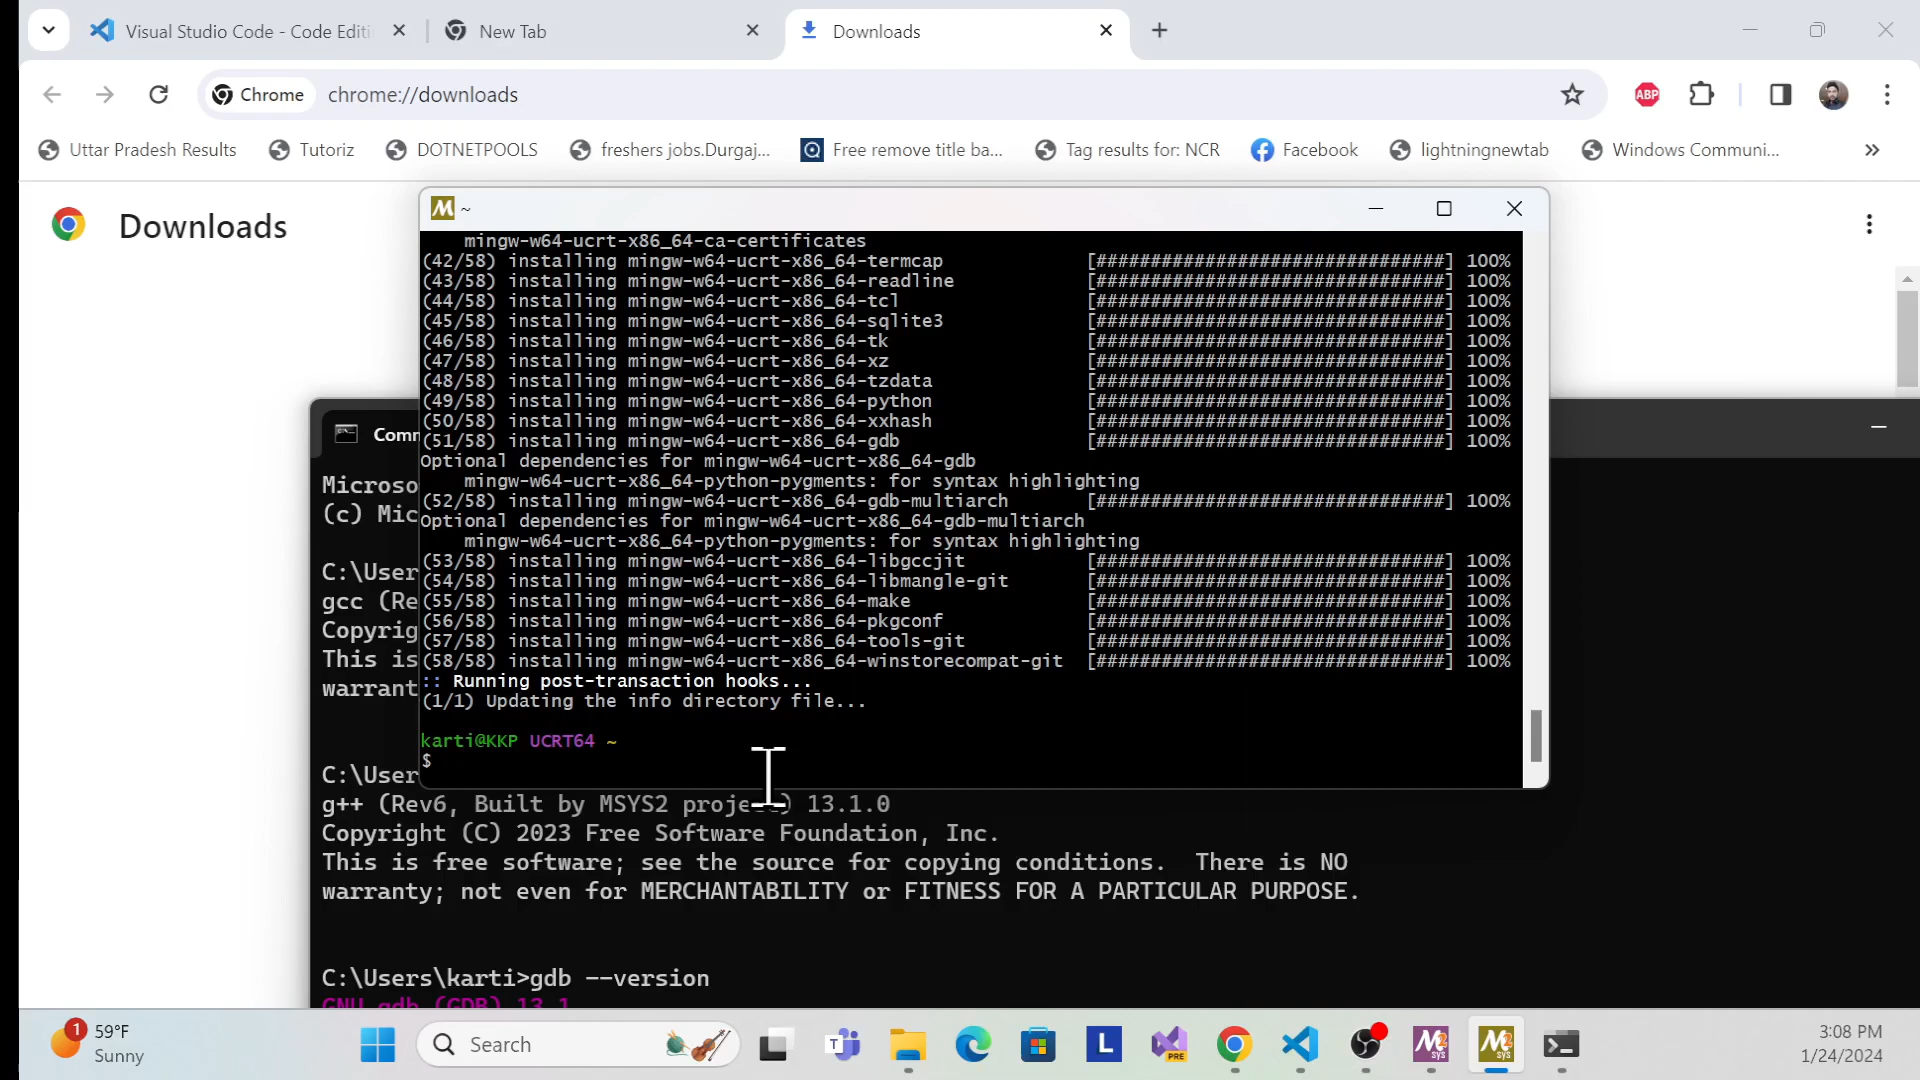 Visual Studio Code - Code Editi
New Tab
Downloads
Chrome
chrome://downloads
ABP
Uttar Pradesh Results
Tutoriz
DOTNETPOOLS
freshers jobs.Durgaj...
Free remove title ba...
Tag results for: NCR
Facebook
lightningnewtab
Windows Communi...
Downloads
M ~
mingw-w64-ucrt-x86_64-ca-certificates
(42/58) installing mingw-w64-ucrt-x86_64-termcap [################################] 100%
(43/58) installing mingw-w64-ucrt-x86_64-readline [################################] 100%
(44/58) installing mingw-w64-ucrt-x86_64-tcl [################################] 100%
(45/58) installing mingw-w64-ucrt-x86_64-sqlite3 [################################] 100%
(46/58) installing mingw-w64-ucrt-x86_64-tk [################################] 100%
(47/58) installing mingw-w64-ucrt-x86_64-xz [################################] 100%
(48/58) installing mingw-w64-ucrt-x86_64-tzdata [################################] 100%
(49/58) installing mingw-w64-ucrt-x86_64-python [################################] 100%
(50/58) installing mingw-w64-ucrt-x86_64-xxhash [################################] 100%
(51/58) installing mingw-w64-ucrt-x86_64-gdb [################################] 100%
Optional dependencies for mingw-w64-ucrt-x86_64-gdb
mingw-w64-ucrt-x86_64-python-pygments: for syntax highlighting
(52/58) installing mingw-w64-ucrt-x86_64-gdb-multiarch [################################] 100%
Optional dependencies for mingw-w64-ucrt-x86_64-gdb-multiarch
mingw-w64-ucrt-x86_64-python-pygments: for syntax highlighting
(53/58) installing mingw-w64-ucrt-x86_64-libgccjit [################################] 100%
(54/58) installing mingw-w64-ucrt-x86_64-libmangle-git [################################] 100%
(55/58) installing mingw-w64-ucrt-x86_64-make [################################] 100%
(56/58) installing mingw-w64-ucrt-x86_64-pkgconf [################################] 100%
(57/58) installing mingw-w64-ucrt-x86_64-tools-git [################################] 100%
(58/58) installing mingw-w64-ucrt-x86_64-winstorecompat-git [################################] 100%
:: Running post-transaction hooks...
(1/1) Updating the info directory file...
karti@KKP UCRT64 ~
$
Comm
Microso
(c) Mic
C:\User
gcc (Re
Copyrig
This is
warrant
C:\User
g++ (Rev6, Built by MSYS2 project) 13.1.0
Copyright (C) 2023 Free Software Foundation, Inc.
This is free software; see the source for copying conditions. There is NO
warranty; not even for MERCHANTABILITY or FITNESS FOR A PARTICULAR PURPOSE.
C:\Users\karti>gdb --version
GNU gdb (GDB) 13.1
1
59°F
Sunny
Search
T
L
PRE
M2 sys
M2 sys
3:08 PM
1/24/2024